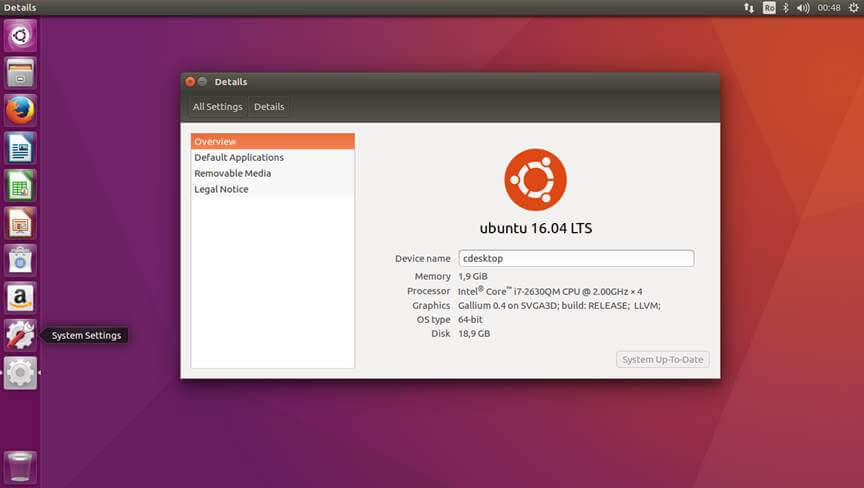 Details
Ro
00:48
Details
All Settings
Details
Overview
Default Applications
Removable Media
Legal Notice
ubuntu 16.04 LTS
Device name cdesktop
Memory 1,9 GiB
Processor Intel® Core™ i7-2630QM CPU @ 2.00GHz × 4
Graphics Gallium 0.4 on SVGA3D; build: RELEASE; LLVM;
OS type 64-bit
Disk 18,9 GB
System Up-To-Date
a
System Settings